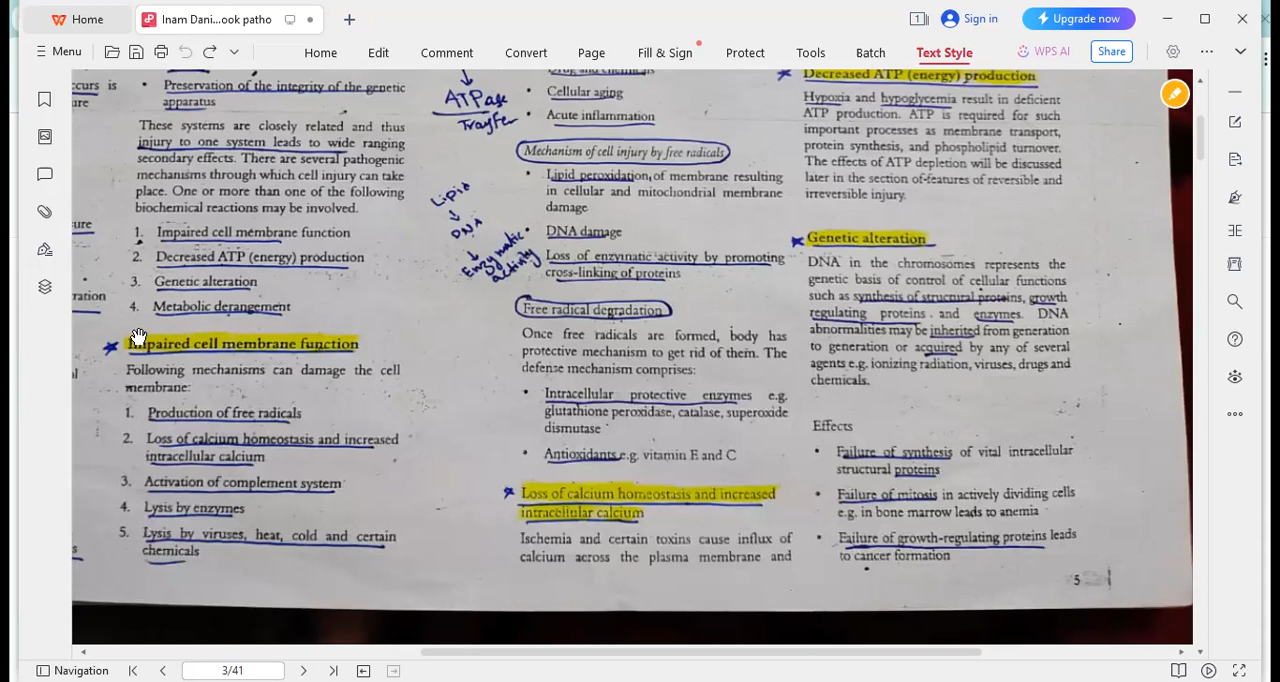 Home
Inam Dani...ook patho
Sign in
Upgrade now
Menu
Home
Edit
Comment
Convert
Page
Fill & Sign
Protect
Tools
Batch
Text Style
WPS AI
Share
ccurs is
ure
ure
ration
s
• Preservation of the integrity of the genetic
apparatus
These systems are closely related and thus
injury to one system leads to wide ranging
secondary effects. There are several pathogenic
mechanisms through which cell injury can take
place. One or more than one of the following
biochemical reactions may be involved.
1. Impaired cell membrane function
2. Decreased ATP (energy) production
3. Genetic alteration
4. Metabolic derangement
Impaired cell membrane function
Following mechanisms can damage the cell
membrane:
1. Production of free radicals
2. Loss of calcium homeostasis and increased
intracellular calcium
3. Activation of complement system
4. Lysis by enzymes
5. Lysis by viruses, heat, cold and certain
chemicals
ATPase
Lipid
DNA
Enzymatic
activity
Drug and chemicals
• Cellular aging
• Acute inflammation
Mechanism of cell injury by free radicals
• Lipid peroxidation, of membrane resulting
in cellular and mitochondrial membrane
damage
• DNA damage
• Loss of enzymatic activity by promoting
cross-linking of proteins
Free radical degradation
Once free radicals are formed, body has
protective mechanism to get rid of them. The
defense mechanism comprises:
• Intracellular protective enzymes e.g.
glutathione peroxidase, catalase, superoxide
dismutase
• Antioxidants e.g. vitamin E and C
Loss of calcium homeostasis and increased
intracellular calcium
Ischemia and certain toxins cause influx of
calcium across the plasma membrane and
Decreased ATP (energy) production
Hypoxia and hypoglycemia result in deficient
ATP production. ATP is required for such
important processes as membrane transport,
protein synthesis, and phospholipid turnover.
The effects of ATP depletion will be discussed
later in the section of-features of reversible and
irreversible injury.
Genetic alteration
DNA in the chromosomes represents the
genetic basis of control of cellular functions
such as synthesis of structural proteins, growth
regulating proteins and enzymes. DNA
abnormalities may be inherited from generation
to generation or acquired by any of several
agents e.g. ionizing radiation, viruses, drugs and
chemicals.
Effects
• Failure of synthesis of vital intracellular
structural proteins
• Failure of mitosis in actively dividing cells
e.g. in bone marrow leads to anemia
• Failure of growth-regulating proteins leads
to cancer formation
5
Navigation
3/41